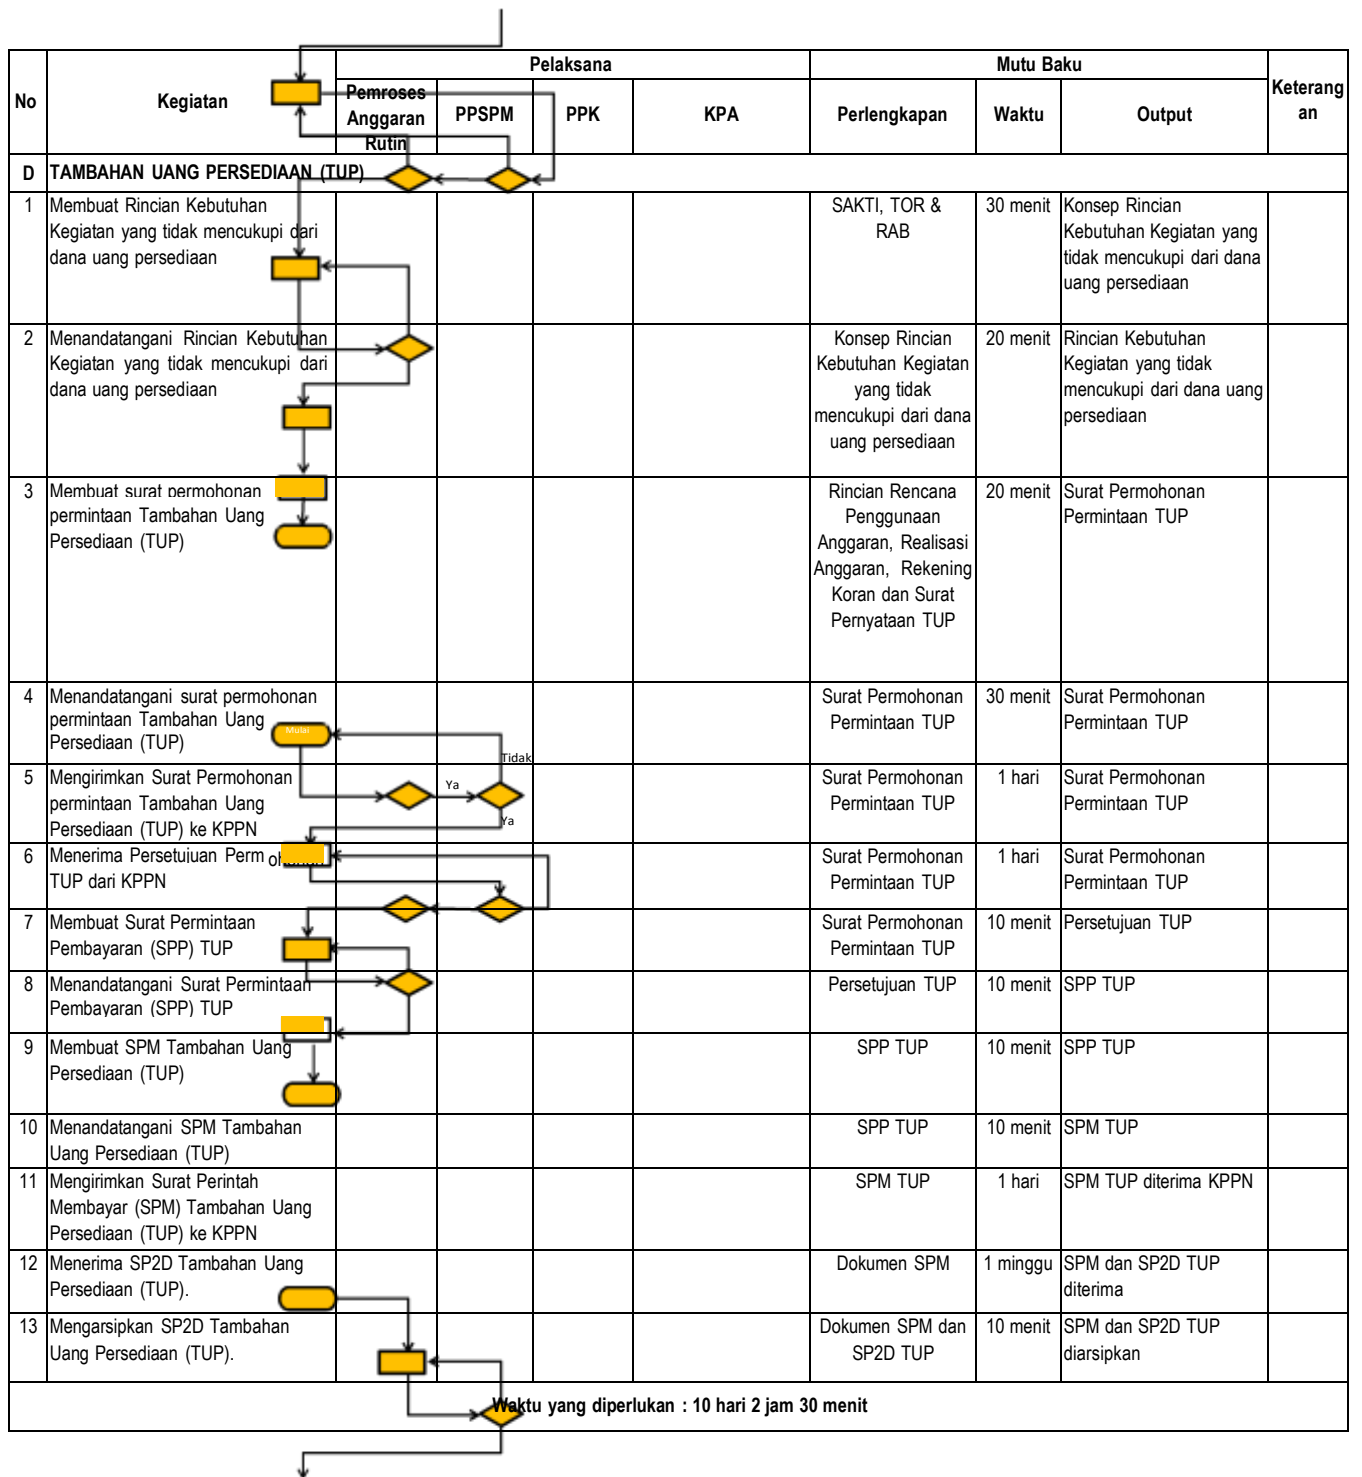 No
Kegiatan
Pelaksana
Mutu Baku
Keterang
an
Pemroses
Anggaran
Rutin
PPSPM
PPK
KPA
Perlengkapan
Waktu
Output
D TAMBAHAN UANG PERSEDIAAN (TUP)
1 Membuat Rincian Kebutuhan
Kegiatan yang tidak mencukupi dari
dana uang persediaan
SAKTI, TOR &
RAB
30 menit
Konsep Rincian
Kebutuhan Kegiatan yang
tidak mencukupi dari dana
uang persediaan
2 Menandatangani Rincian Kebutuhan
Kegiatan yang tidak mencukupi dari
dana uang persediaan
Konsep Rincian
Kebutuhan Kegiatan
yang tidak
mencukupi dari dana
uang persediaan
20 menit
Rincian Kebutuhan
Kegiatan yang tidak
mencukupi dari dana uang
persediaan
3 Membuat surat permohonan
permintaan Tambahan Uang
Persediaan (TUP)
Rincian Rencana
Penggunaan
Anggaran, Realisasi
Anggaran, Rekening
Koran dan Surat
Pernyataan TUP
20 menit
Surat Permohonan
Permintaan TUP
4 Menandatangani surat permohonan
permintaan Tambahan Uang
Persediaan (TUP)
Mulai
Tidak
Surat Permohonan
Permintaan TUP
30 menit
Surat Permohonan
Permintaan TUP
5 Mengirimkan Surat Permohonan
permintaan Tambahan Uang
Persediaan (TUP) ke KPPN
Ya
Ya
Surat Permohonan
Permintaan TUP
1 hari
Surat Permohonan
Permintaan TUP
6 Menerima Persetujuan Perm
TUP dari KPPN
Surat Permohonan
Permintaan TUP
1 hari
Surat Permohonan
Permintaan TUP
7 Membuat Surat Permintaan
Pembayaran (SPP) TUP
Surat Permohonan
Permintaan TUP
10 menit
Persetujuan TUP
8 Menandatangani Surat Permintaan
Pembayaran (SPP) TUP
Persetujuan TUP
10 menit
SPP TUP
9 Membuat SPM Tambahan Uang
Persediaan (TUP)
SPP TUP
10 menit
SPP TUP
10 Menandatangani SPM Tambahan
Uang Persediaan (TUP)
SPP TUP
10 menit
SPM TUP
11 Mengirimkan Surat Perintah
Membayar (SPM) Tambahan Uang
Persediaan (TUP) ke KPPN
SPM TUP
1 hari
SPM TUP diterima KPPN
12 Menerima SP2D Tambahan Uang
Persediaan (TUP).
Dokumen SPM
1 minggu
SPM dan SP2D TUP
diterima
13 Mengarsipkan SP2D Tambahan
Uang Persediaan (TUP).
Dokumen SPM dan
SP2D TUP
10 menit
SPM dan SP2D TUP
diarsipkan
Waktu yang diperlukan : 10 hari 2 jam 30 menit